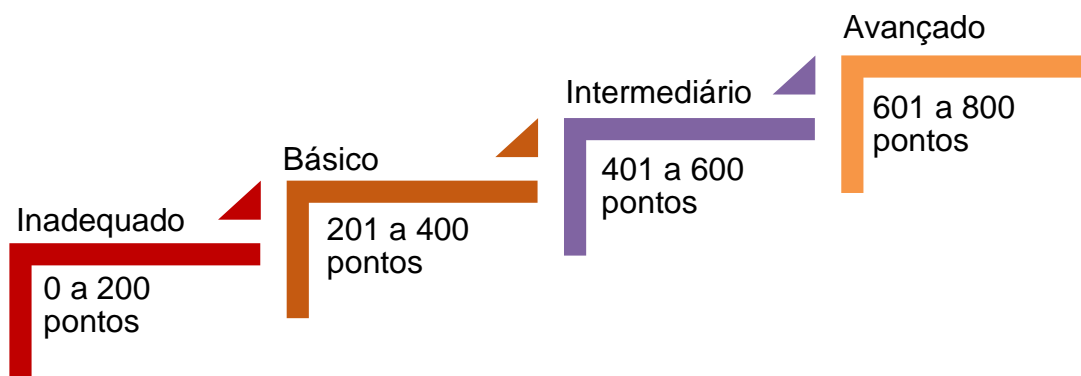 Inadequado
0 a 200
pontos
Básico
201 a 400
pontos
Intermediário
401 a 600
pontos
Avançado
601 a 800
pontos